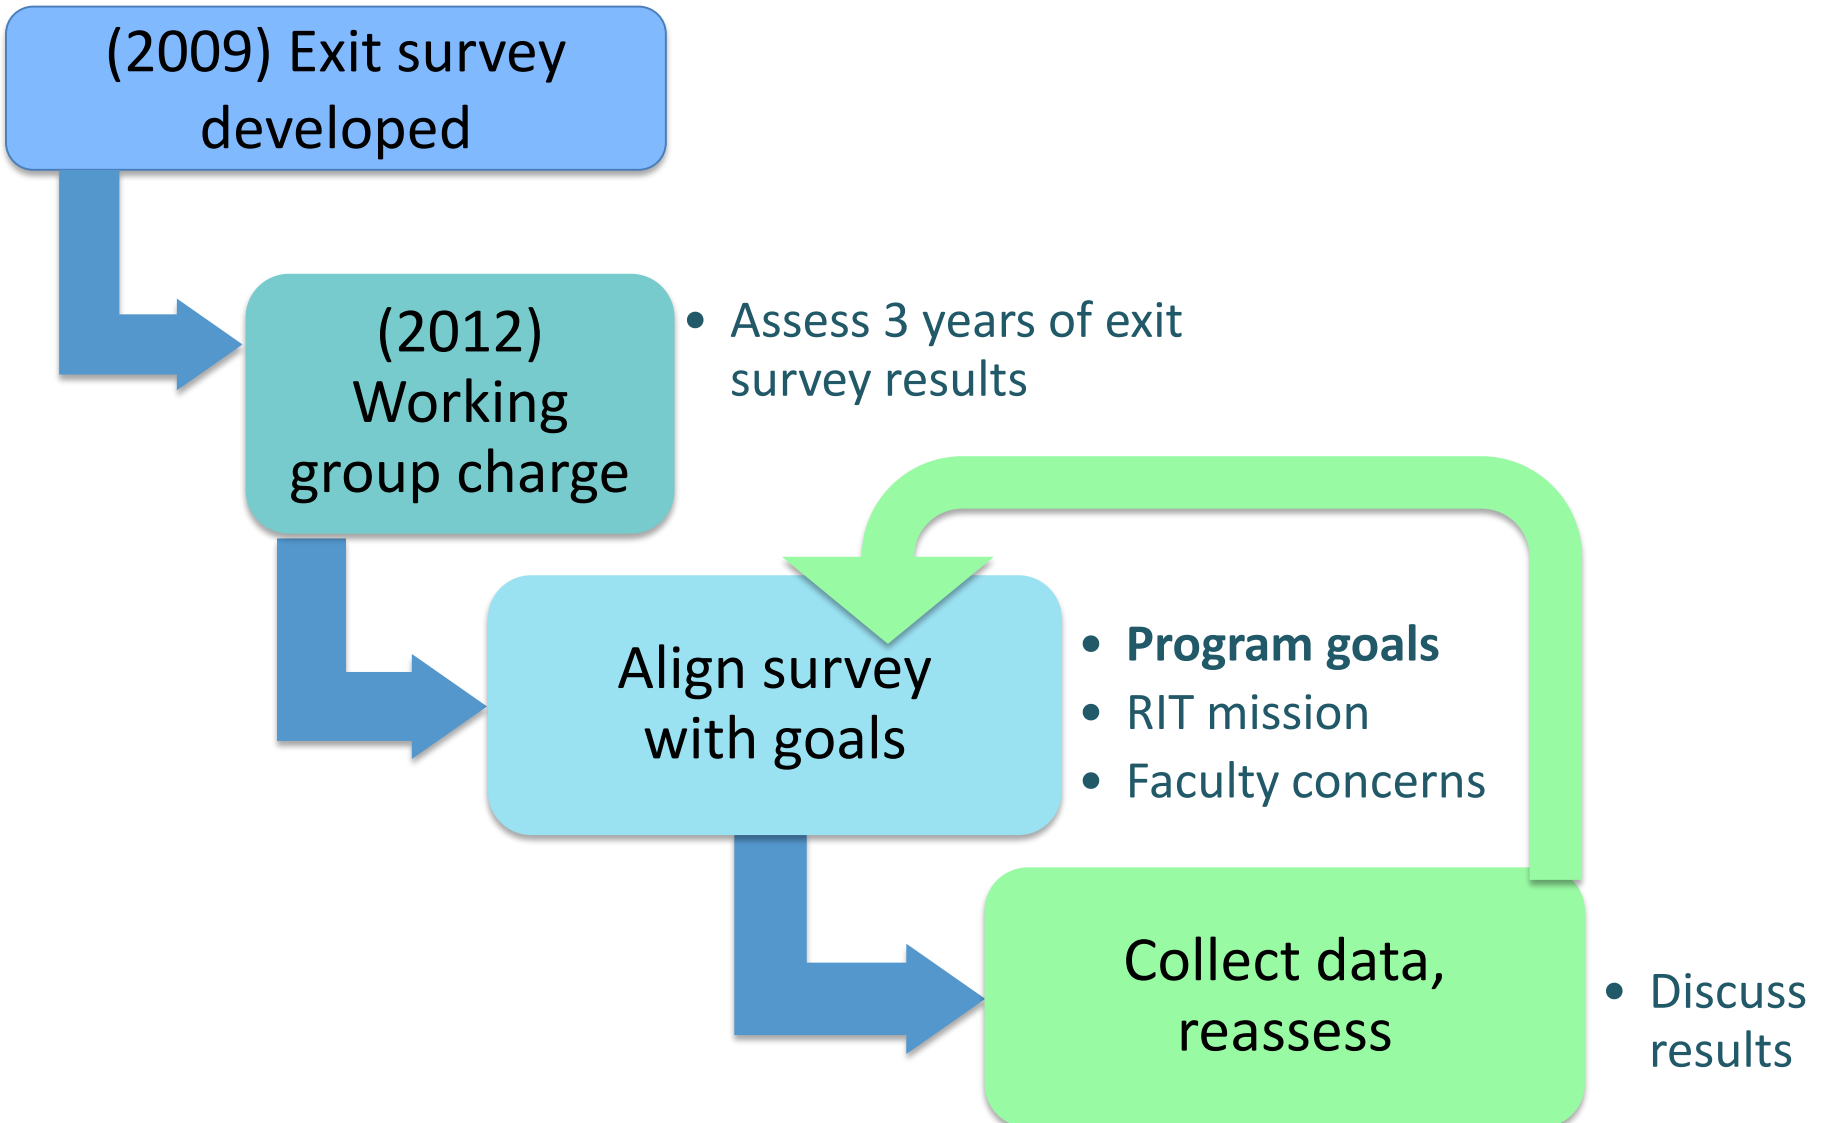 (2009) Exit survey
developed
(2012)
Working
group charge
• Assess 3 years of exit
survey results
Align survey
with goals
• Program goals
• RIT mission
• Faculty concerns
Collect data,
reassess
• Discuss
results